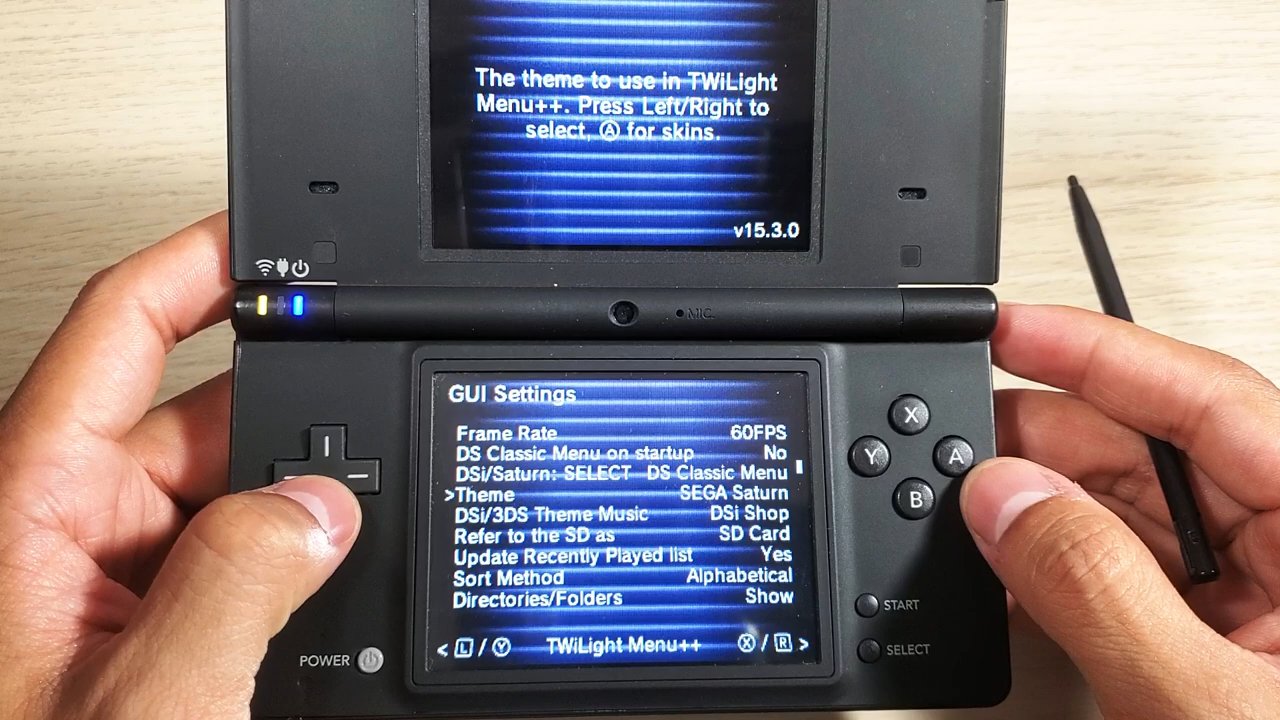 The theme to use in TWiLight
Menu++. Press Left/Right to
select, Ⓐ for skins.
v15.3.0
MIC.
GUI Settings
Frame Rate 60FPS
DS Classic Menu on startup No
DSi/Saturn: SELECT DS Classic Menu
>Theme SEGA Saturn
DSi/3DS Theme Music DSi Shop
Refer to the SD as SD Card
Update Recently Played list Yes
Sort Method Alphabetical
Directories/Folders Show
< L / Ⓨ TWiLight Menu++ Ⓧ / R >
X
Y A
B
START
SELECT
POWER